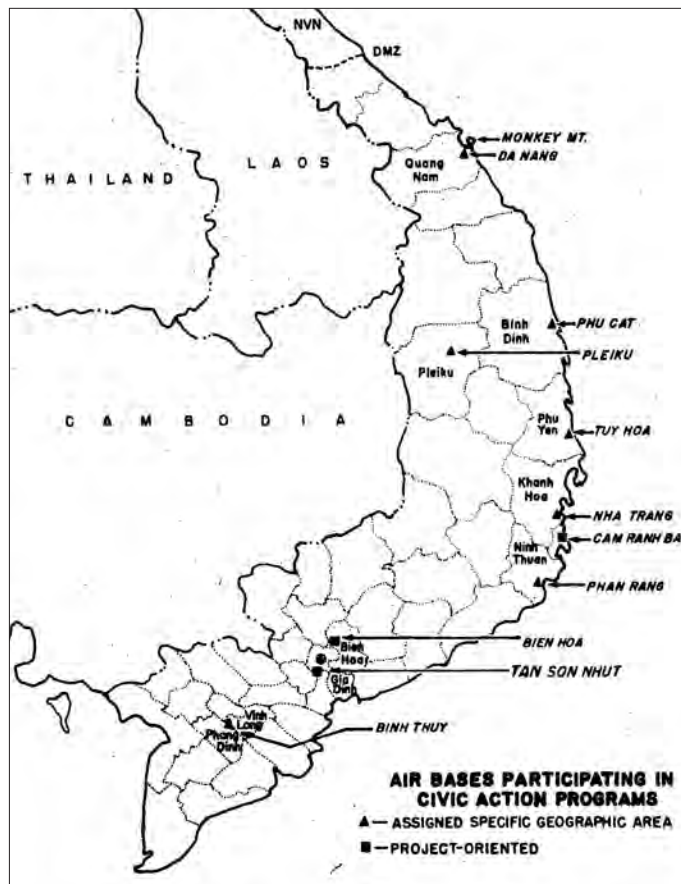 NVN
DMZ
MONKEY MT.
DA NANG
Quang
Nam
LAOS
THAILAND
Binh
Dinh
PHU CAT
PLEIKU
Pleiku
CAMBODIA
Phu
Yen
TUY HOA
Khanh
Hoa
NHA TRANG
CAM RANH BA
Ninh
Thuan
PHAN RANG
BIEN HOA
Bien
Hoa
TAN SON NHUT
Gia
Dinh
Vinh
Long
Phong
Dinh
BINH THUY
AIR BASES PARTICIPATING IN
CIVIC ACTION PROGRAMS
▲ — ASSIGNED SPECIFIC GEOGRAPHIC AREA
■ — PROJECT-ORIENTED